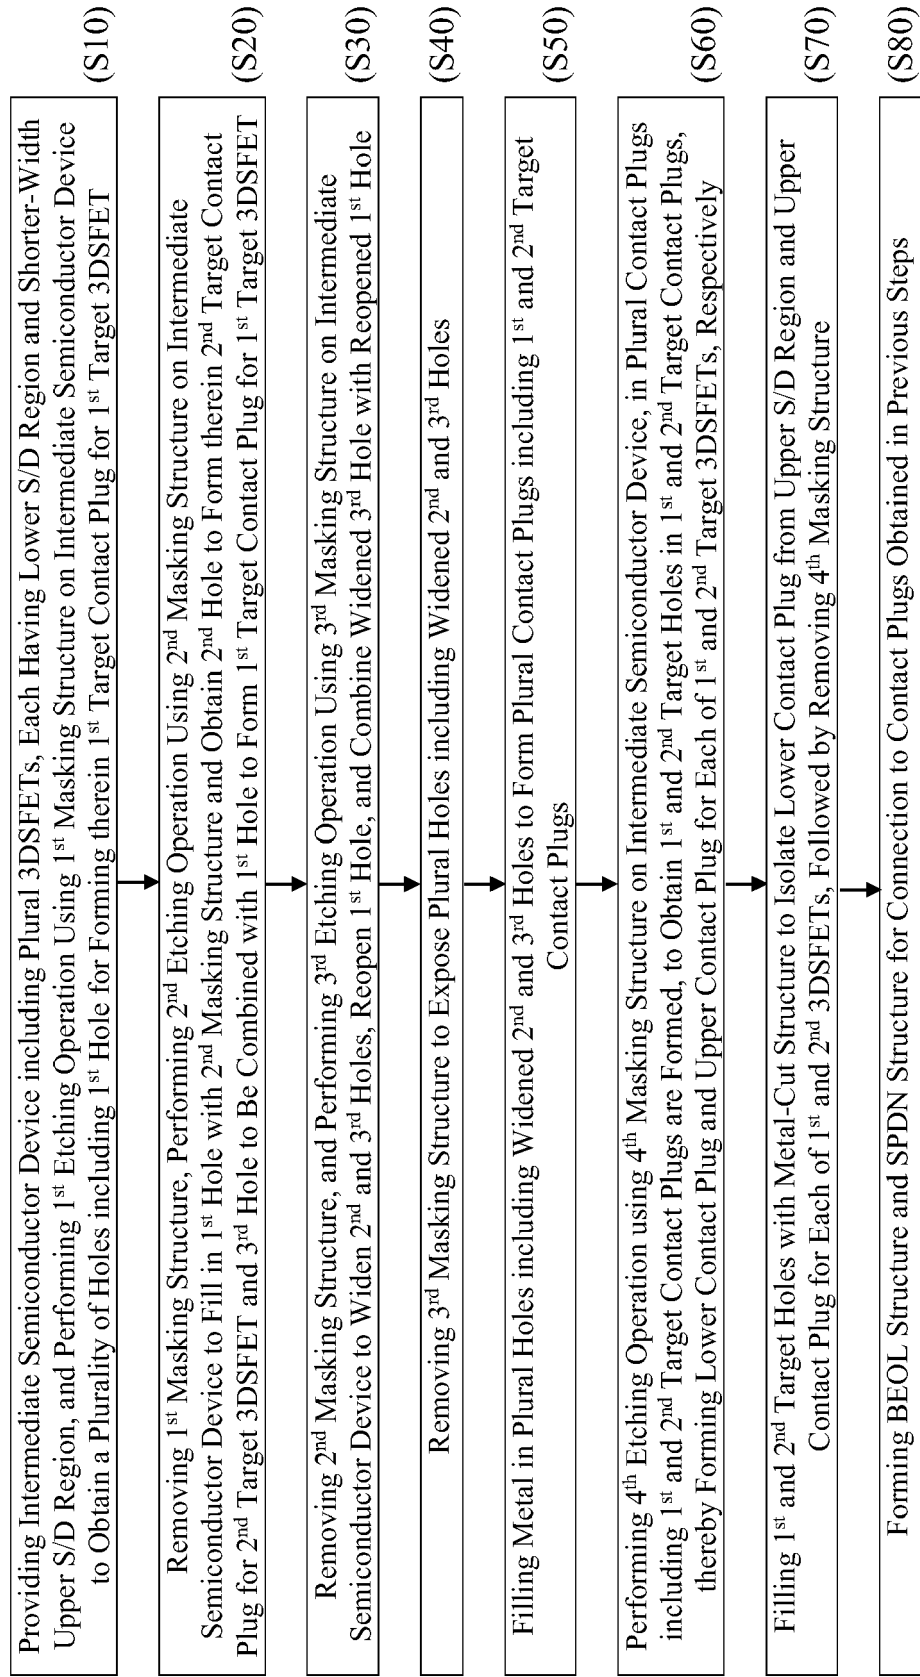 Providing Intermediate Semiconductor Device including Plural 3DSFETs, Each Having Lower S/D Region and Shorter-Width
Upper S/D Region, and Performing 1st Etching Operation Using 1st Masking Structure on Intermediate Semiconductor Device
to Obtain a Plurality of Holes including 1st Hole for Forming therein 1st Target Contact Plug for 1st Target 3DSFET
(S10)
Removing 1st Masking Structure, Performing 2nd Etching Operation Using 2nd Masking Structure on Intermediate
Semiconductor Device to Fill in 1st Hole with 2nd Masking Structure and Obtain 2nd Hole to Form therein 2nd Target Contact
Plug for 2nd Target 3DSFET and 3rd Hole to Be Combined with 1st Hole to Form 1st Target Contact Plug for 1st Target 3DSFET
(S20)
Removing 2nd Masking Structure, and Performing 3rd Etching Operation Using 3rd Masking Structure on Intermediate
Semiconductor Device to Widen 2nd and 3rd Holes, Reopen 1st Hole, and Combine Widened 3rd Hole with Reopened 1st Hole
(S30)
Removing 3rd Masking Structure to Expose Plural Holes including Widened 2nd and 3rd Holes
(S40)
Filling Metal in Plural Holes including Widened 2nd and 3rd Holes to Form Plural Contact Plugs including 1st and 2nd Target
Contact Plugs
(S50)
Performing 4th Etching Operation using 4th Masking Structure on Intermediate Semiconductor Device, in Plural Contact Plugs
including 1st and 2nd Target Contact Plugs are Formed, to Obtain 1st and 2nd Target Holes in 1st and 2nd Target Contact Plugs,
thereby Forming Lower Contact Plug and Upper Contact Plug for Each of 1st and 2nd Target 3DSFETs, Respectively
(S60)
Filling 1st and 2nd Target Holes with Metal-Cut Structure to Isolate Lower Contact Plug from Upper S/D Region and Upper
Contact Plug for Each of 1st and 2nd 3DSFETs, Followed by Removing 4th Masking Structure
(S70)
Forming BEOL Structure and SPDN Structure for Connection to Contact Plugs Obtained in Previous Steps
(S80)